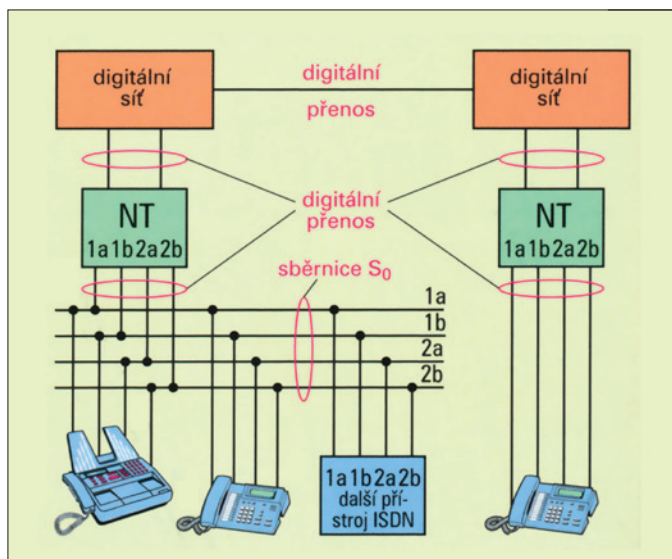 digitální
síť
digitální
přenos
digitální
síť
NT
1a 1b 2a 2b
digitální
přenos
NT
1a 1b 2a 2b
sběrnice S₀
1a
1b
2a
2b
1a 1b 2a 2b
další pří-
stroj ISDN